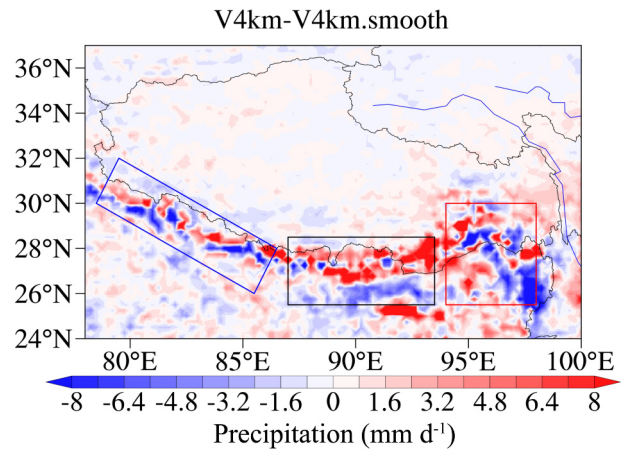 V4km-V4km.smooth
36°N
34°N
32°N
30°N
28°N
26°N
24°N
80°E 85°E 90°E 95°E 100°E
-8 -6.4 -4.8 -3.2 -1.6 0 1.6 3.2 4.8 6.4 8
Precipitation (mm d⁻¹)